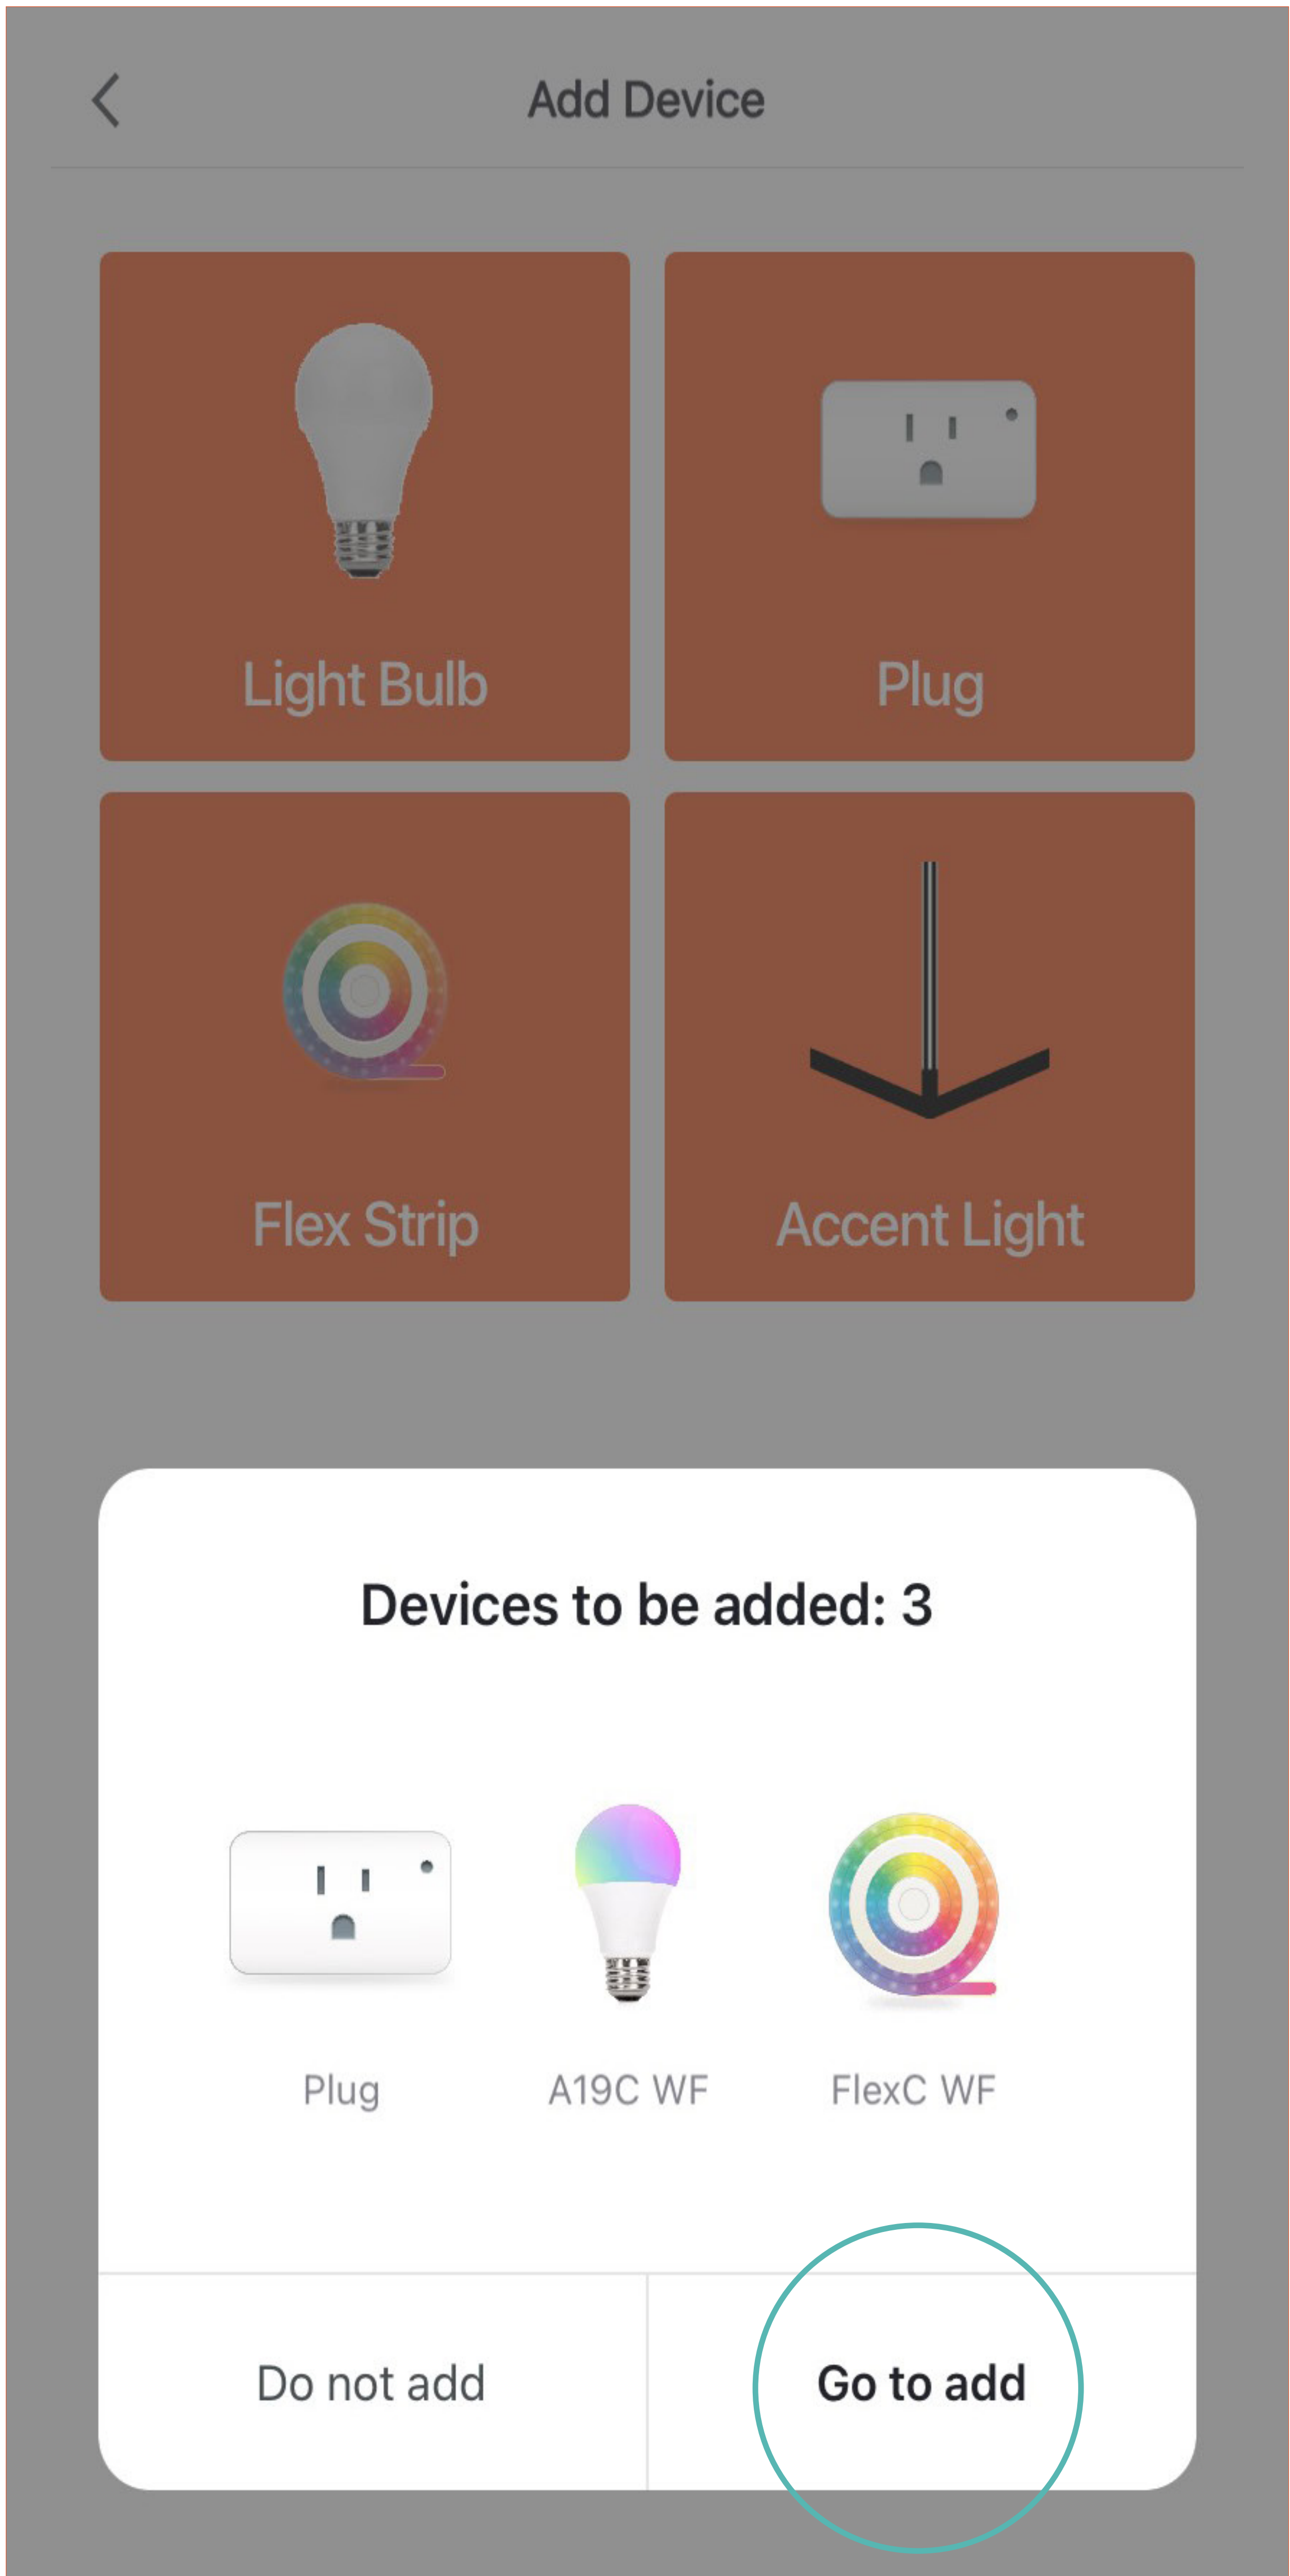 Add Device
Light Bulb
Plug
Flex Strip
Accent Light
Devices to be added: 3
Plug
A19C WF
FlexC WF
Do not add
Go to add